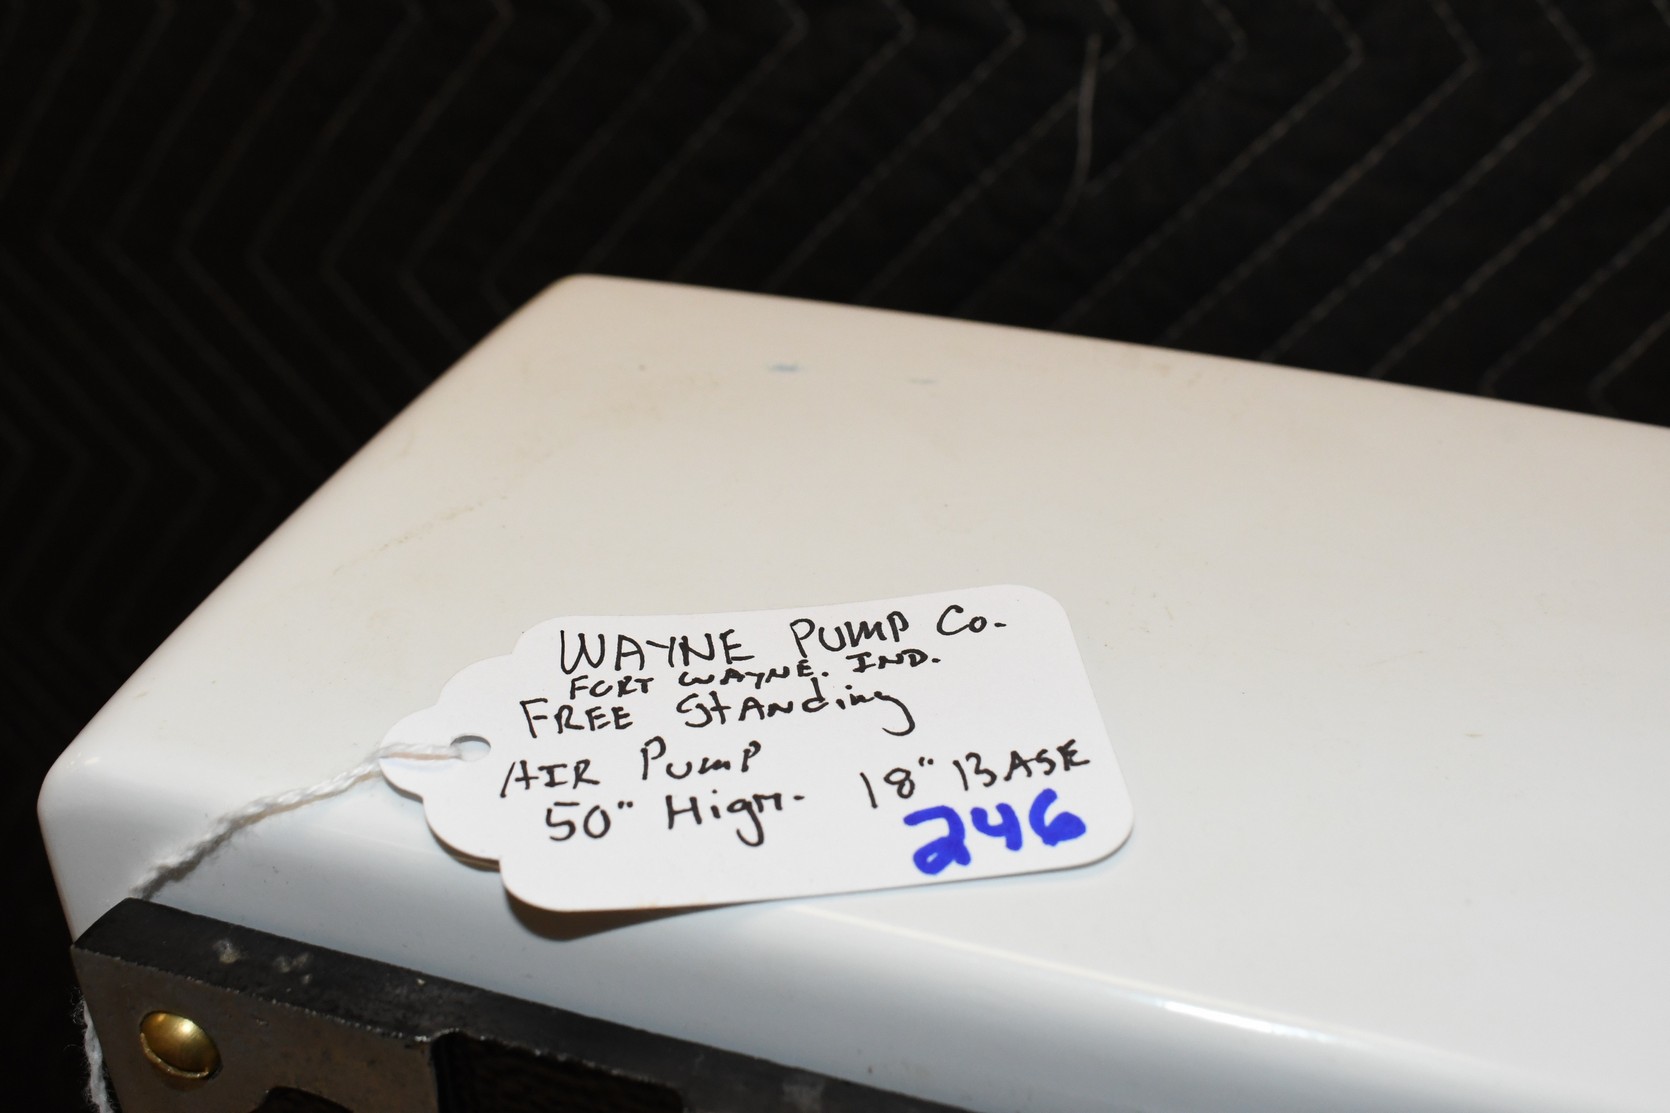 WAYNE PUMP Co.
FORT WAYNE. IND.
FREE StANding
AIR PumP
50" High. 18" BASE
246